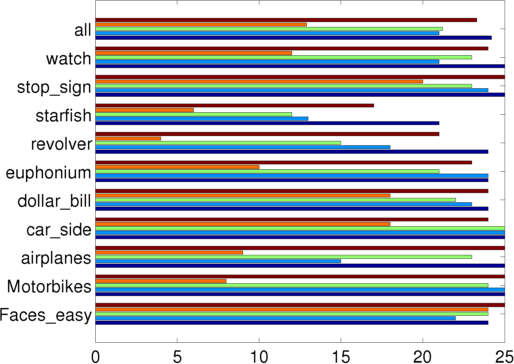 all
watch
stop_sign
starfish
revolver
euphonium
dollar_bill
car_side
airplanes
Motorbikes
Faces_easy
0 5 10 15 20 25